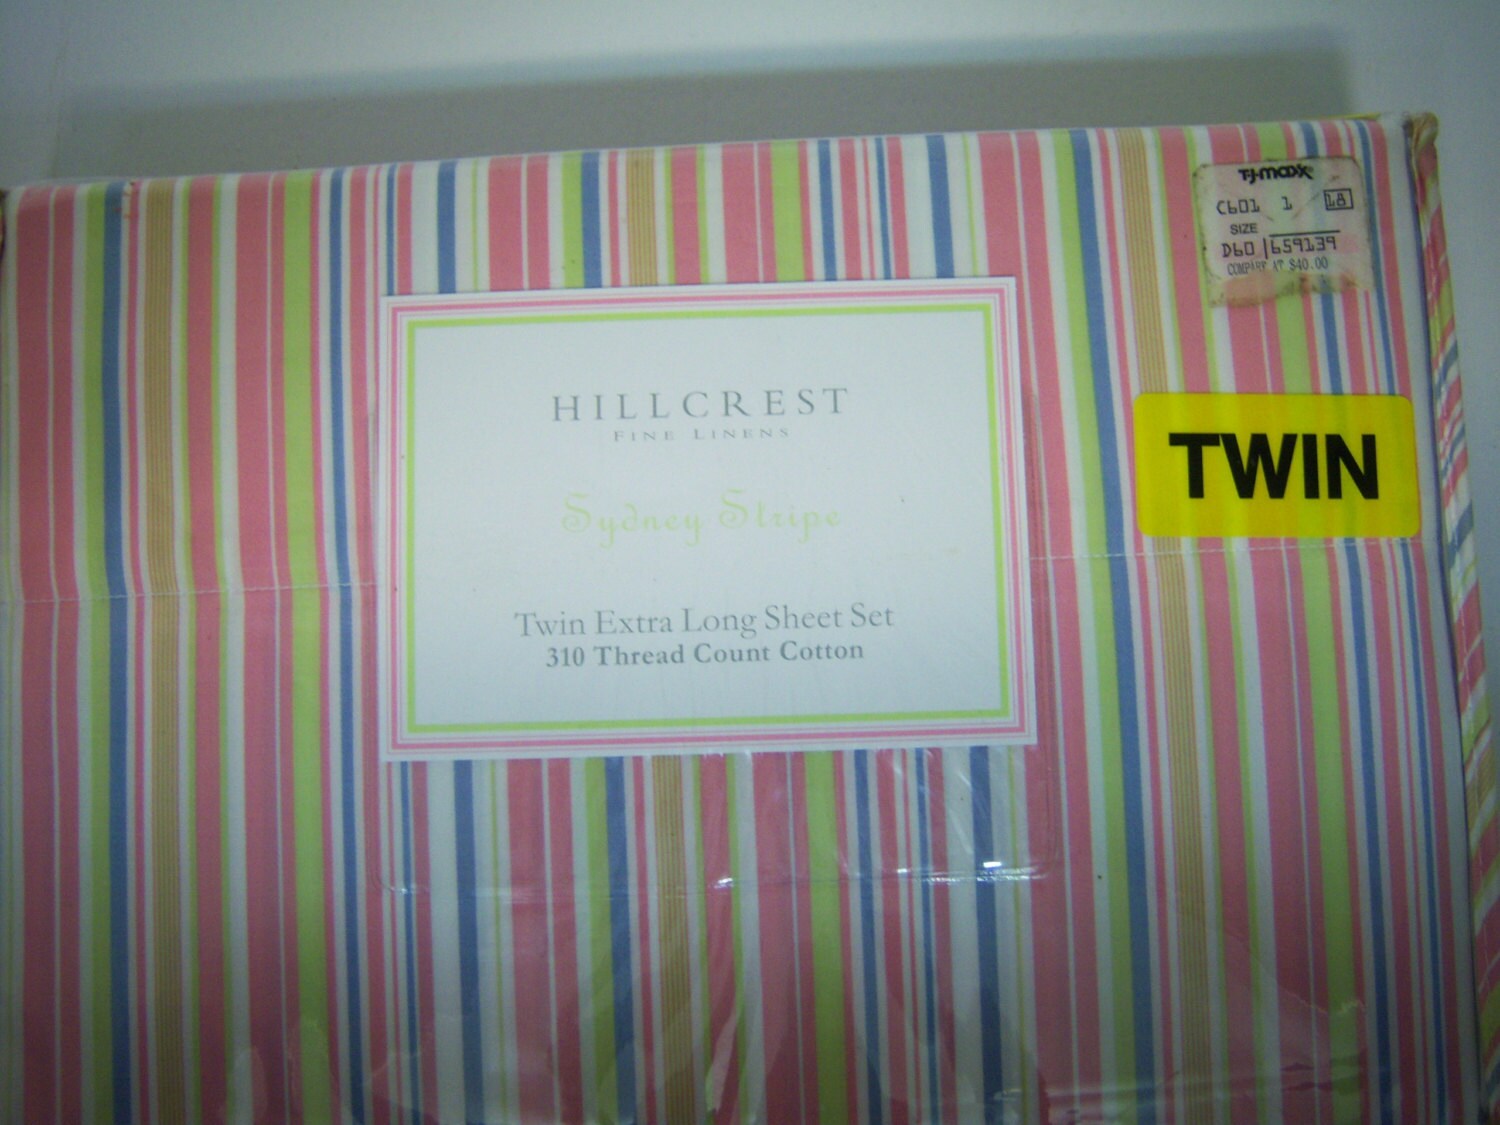 T·J·maxx
C601 1 18
SIZE
D60 659139
COMPARE AT $40.00
HILLCREST
FINE LINENS
Sydney Stripe
TWIN
Twin Extra Long Sheet Set
310 Thread Count Cotton